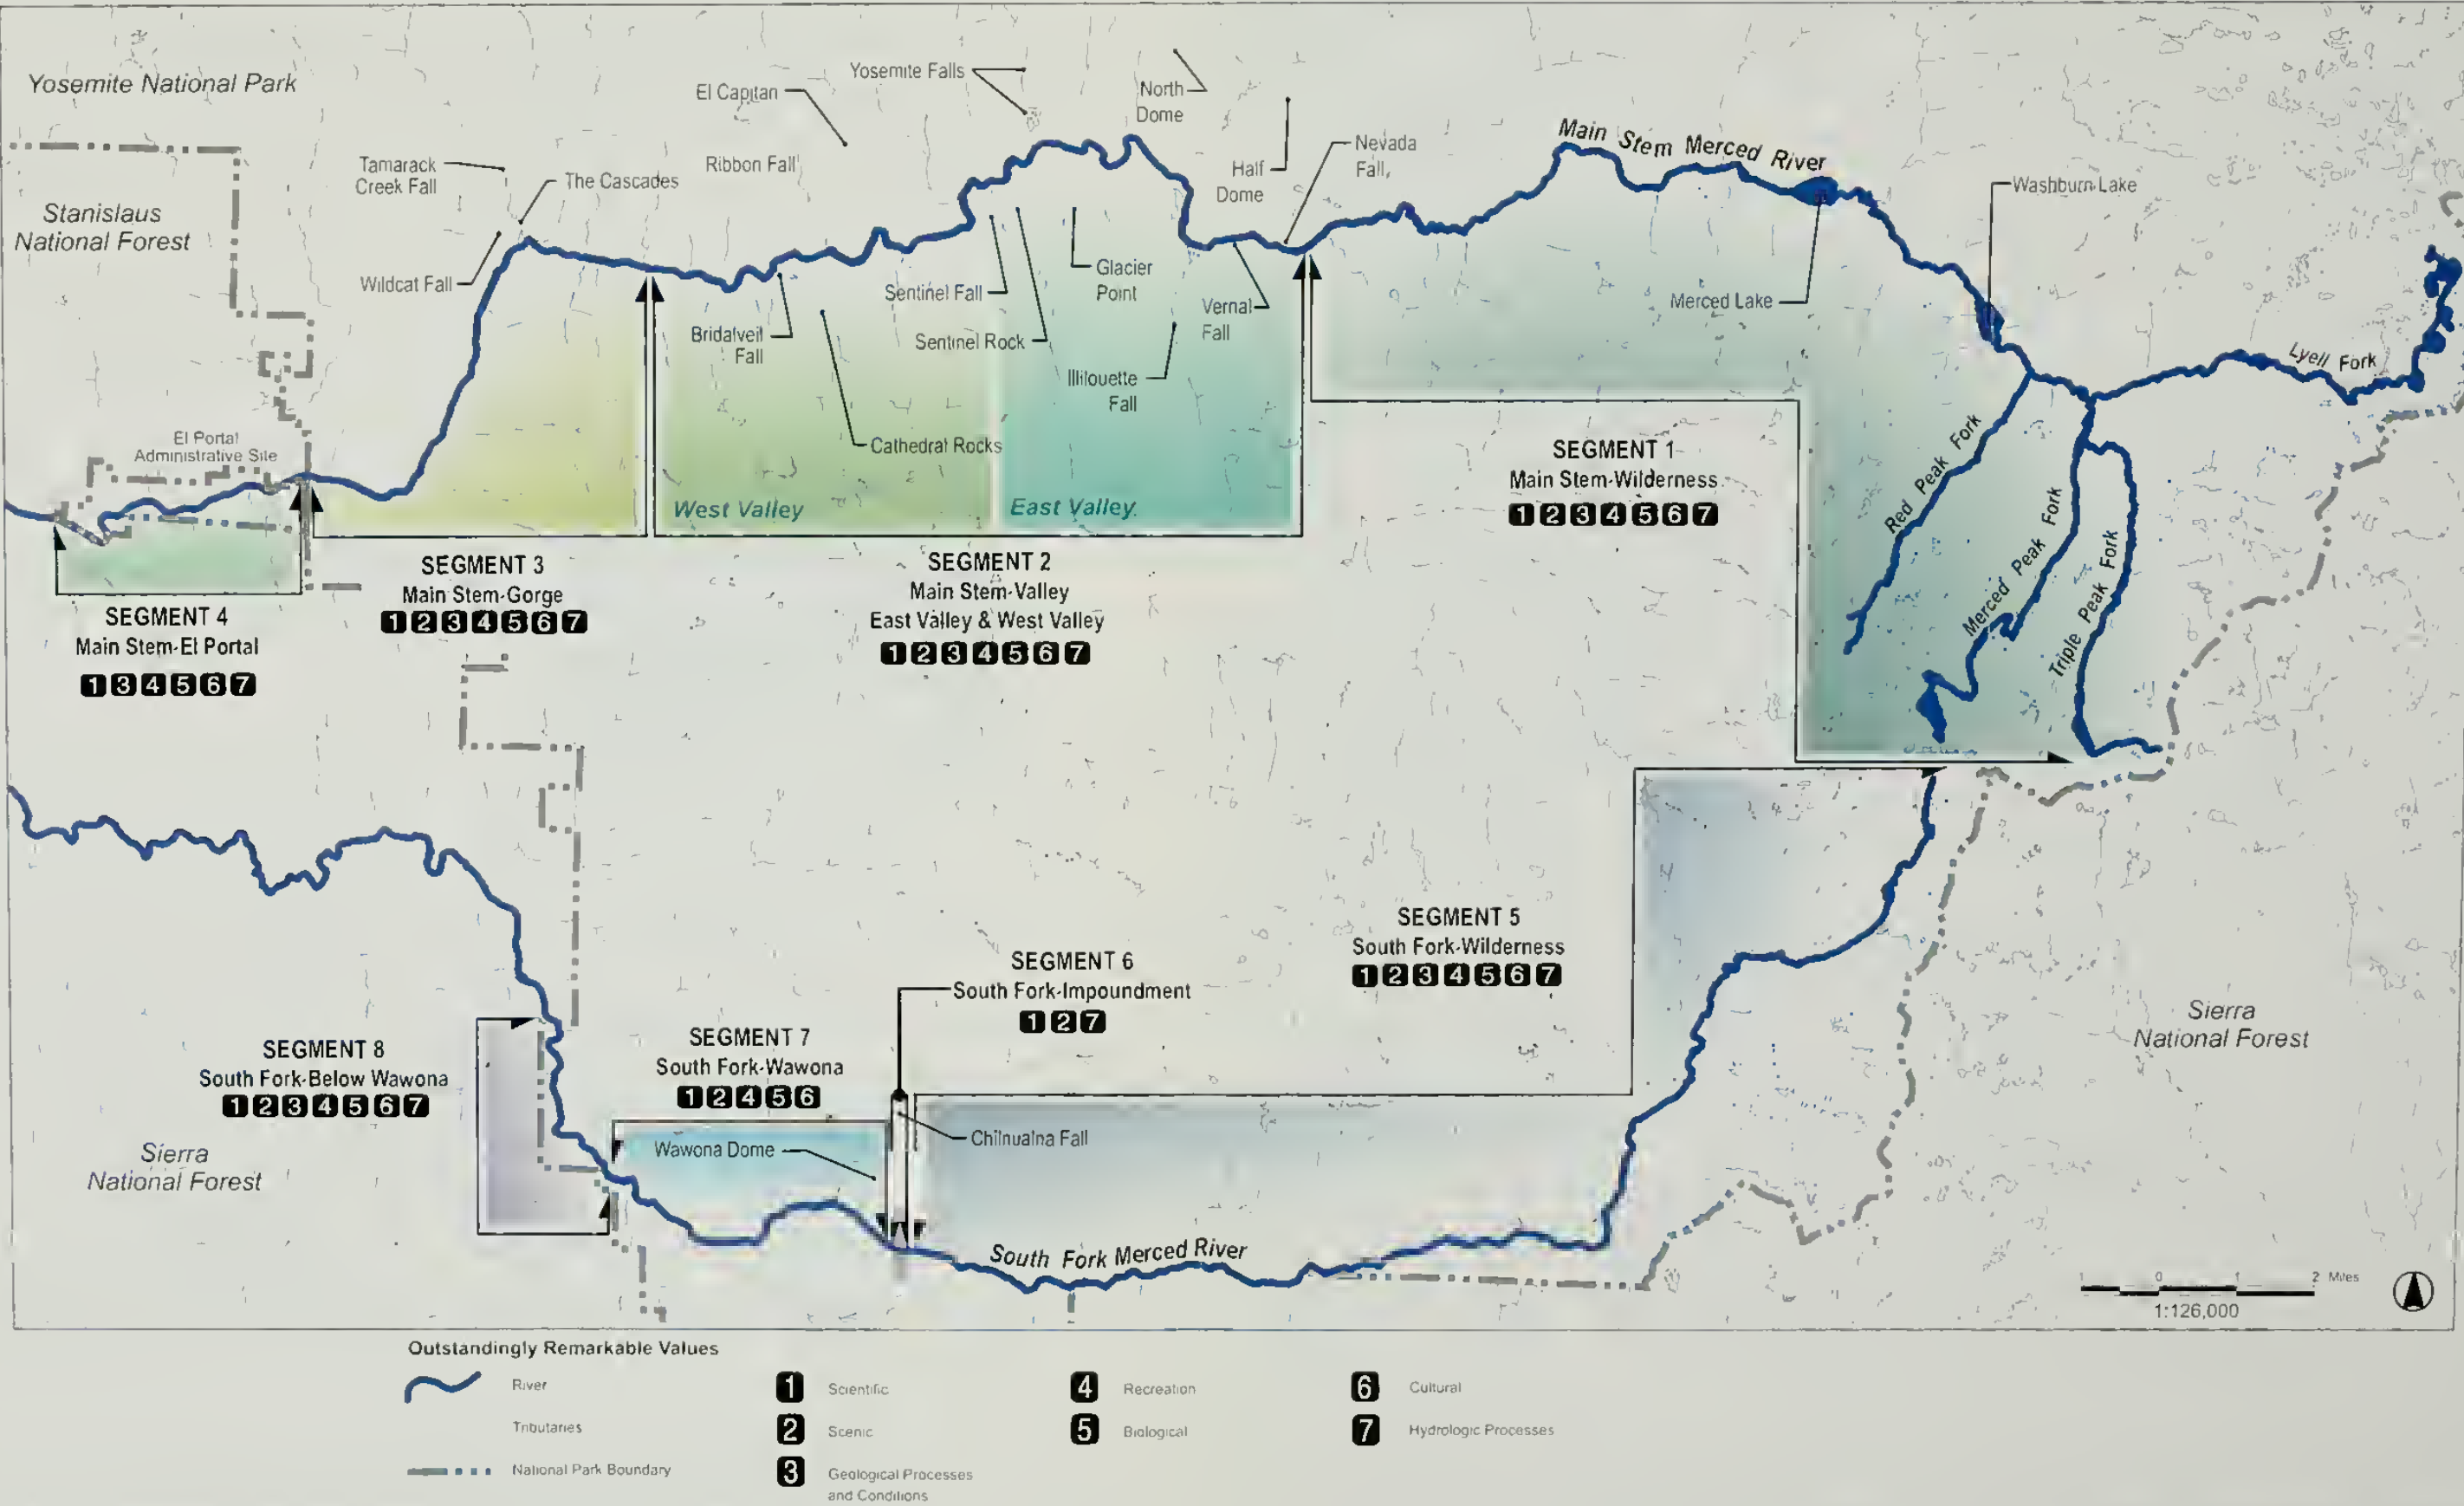 Yosemite National Park
Stanislaus
National Forest
Tamarack
Creek Fall
The Cascades
Wildcat Fall
El Capitan
Ribbon Fall
Yosemite Falls
North
Dome
Half
Dome
Nevada
Fall
Main Stem Merced River
Washburn Lake
Merced Lake
Lyell Fork
Bridalveil
Fall
Cathedral Rocks
Sentinel Fall
Sentinel Rock
Glacier
Point
Vernal
Fall
Illilouette
Fall
El Portal
Administrative Site
West Valley
East Valley
Red Peak Fork
Merced Peak Fork
Triple Peak Fork
SEGMENT 1
Main Stem-Wilderness
1 2 3 4 5 6 7
SEGMENT 2
Main Stem-Valley
East Valley & West Valley
1 2 3 4 5 6 7
SEGMENT 3
Main Stem-Gorge
1 2 3 4 5 6 7
SEGMENT 4
Main Stem-El Portal
1 3 4 5 6 7
SEGMENT 5
South Fork-Wilderness
1 2 3 4 5 6 7
SEGMENT 6
South Fork-Impoundment
1 2 7
SEGMENT 7
South Fork-Wawona
1 2 4 5 6
SEGMENT 8
South Fork-Below Wawona
1 2 3 4 5 6 7
Wawona Dome
Chilnualna Fall
South Fork Merced River
Sierra
National Forest
Sierra
National Forest
1 0 1 2 Miles
1:126,000
Outstandingly Remarkable Values
River
Tributaries
National Park Boundary
1 Scientific
2 Scenic
3 Geological Processes
and Conditions
4 Recreation
5 Biological
6 Cultural
7 Hydrologic Processes